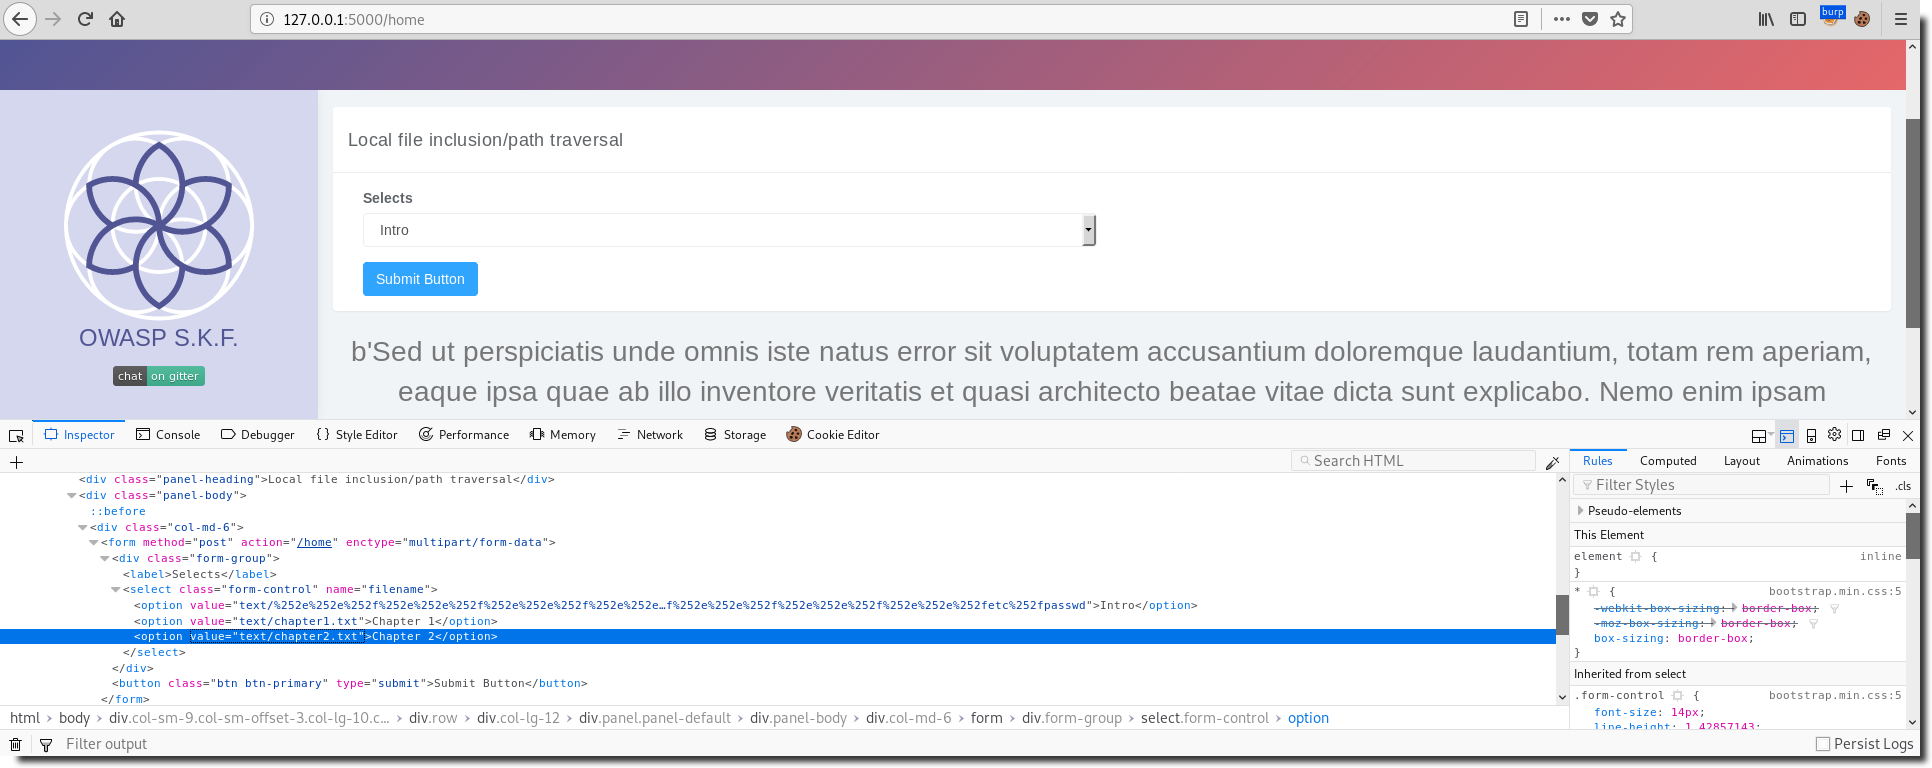 127.0.0.1:5000/home
burp
Local file inclusion/path traversal
Selects
Intro
Submit Button
OWASP S.K.F.
chat on gitter
b'Sed ut perspiciatis unde omnis iste natus error sit voluptatem accusantium doloremque laudantium, totam rem aperiam,
eaque ipsa quae ab illo inventore veritatis et quasi architecto beatae vitae dicta sunt explicabo. Nemo enim ipsam
Inspector Console Debugger {} Style Editor Performance Memory Network Storage Cookie Editor
Search HTML
<div class="panel-heading">Local file inclusion/path traversal</div>
<div class="panel-body">
::before
<div class="col-md-6">
<form method="post" action="/home" enctype="multipart/form-data">
<div class="form-group">
<label>Selects</label>
<select class="form-control" name="filename">
<option value="text/%252e%252e%252f%252e%252e%252f%252e%252e%252f%252e%252e…f%252e%252e%252f%252e%252e%252f%252e%252e%252fetc%252fpasswd">Intro</option>
<option value="text/chapter1.txt">Chapter 1</option>
<option value="text/chapter2.txt">Chapter 2</option>
</select>
</div>
<button class="btn btn-primary" type="submit">Submit Button</button>
</form>
Rules Computed Layout Animations Fonts
Filter Styles + .cls
Pseudo-elements
This Element
element { inline
}
* { bootstrap.min.css:5
-webkit-box-sizing: border-box;
-moz-box-sizing: border-box;
box-sizing: border-box;
}
Inherited from select
.form-control { bootstrap.min.css:5
font-size: 14px;
line-height: 1.42857143;
html › body › div.col-sm-9.col-sm-offset-3.col-lg-10.c… › div.row › div.col-lg-12 › div.panel.panel-default › div.panel-body › div.col-md-6 › form › div.form-group › select.form-control › option
Filter output
Persist Logs